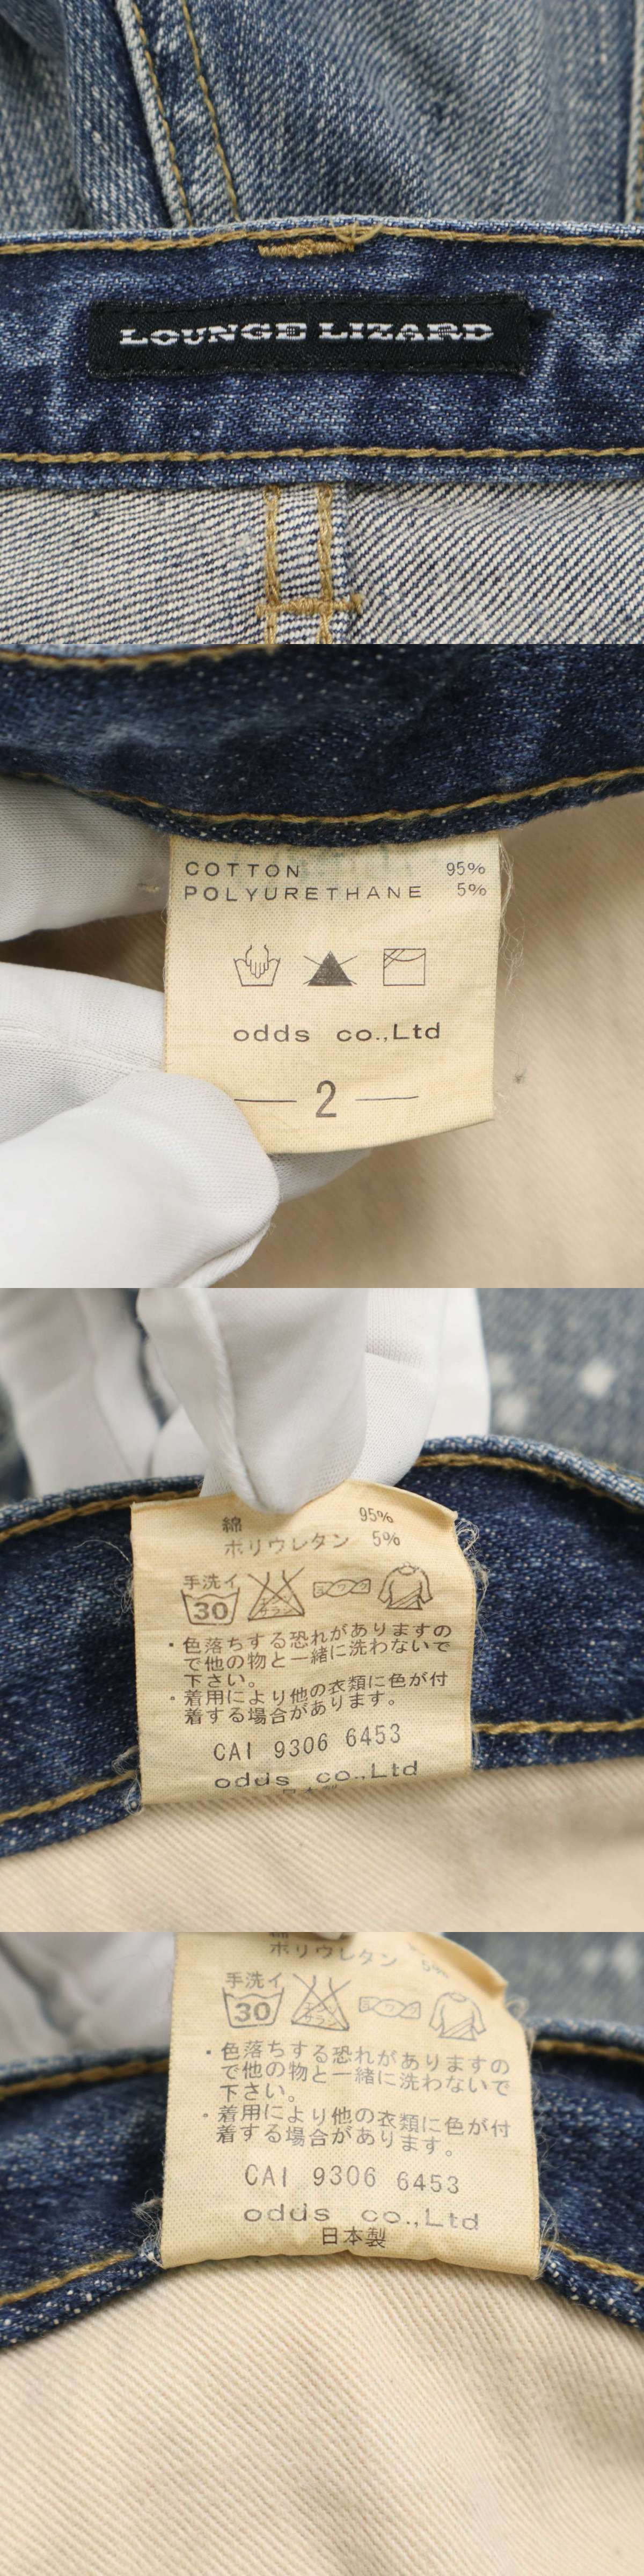 LOUNGE LIZARD
COTTON 95%
POLYURETHANE 5%
odds co.,Ltd
2
綿 95%
ポリウレタン 5%
手洗イ
30
・色落ちする恐れがありますの
で他の物と一緒に洗わないで
下さい。
・着用により他の衣類に色が付
着する場合があります。
CAI 9306 6453
odds co.,Ltd
ポリウレタン 5%
手洗イ
30
・色落ちする恐れがありますの
で他の物と一緒に洗わないで
下さい。
・着用により他の衣類に色が付
着する場合があります。
CAI 9306 6453
odds co.,Ltd
日本製